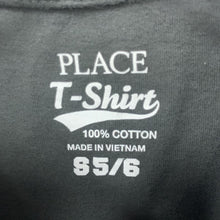 PLACE
T-Shirt
100% COTTON
MADE IN VIETNAM
S5/6